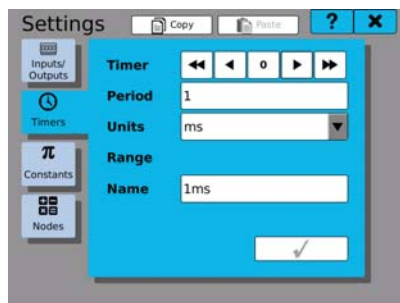 Settings
Copy
Paste
?
Inputs/
Outputs
Timers
π
Constants
Nodes
Timer
0
Period
1
Units
ms
Range
Name
1ms